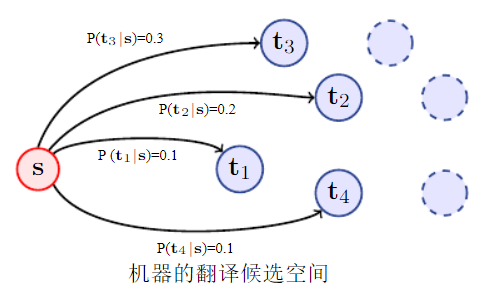 P(t₃|s)=0.3
t₃
P(t₂|s)=0.2
t₂
P (t₁|s)=0.1
s
t₁
t₄
P(t₄|s)=0.1
机器的翻译候选空间